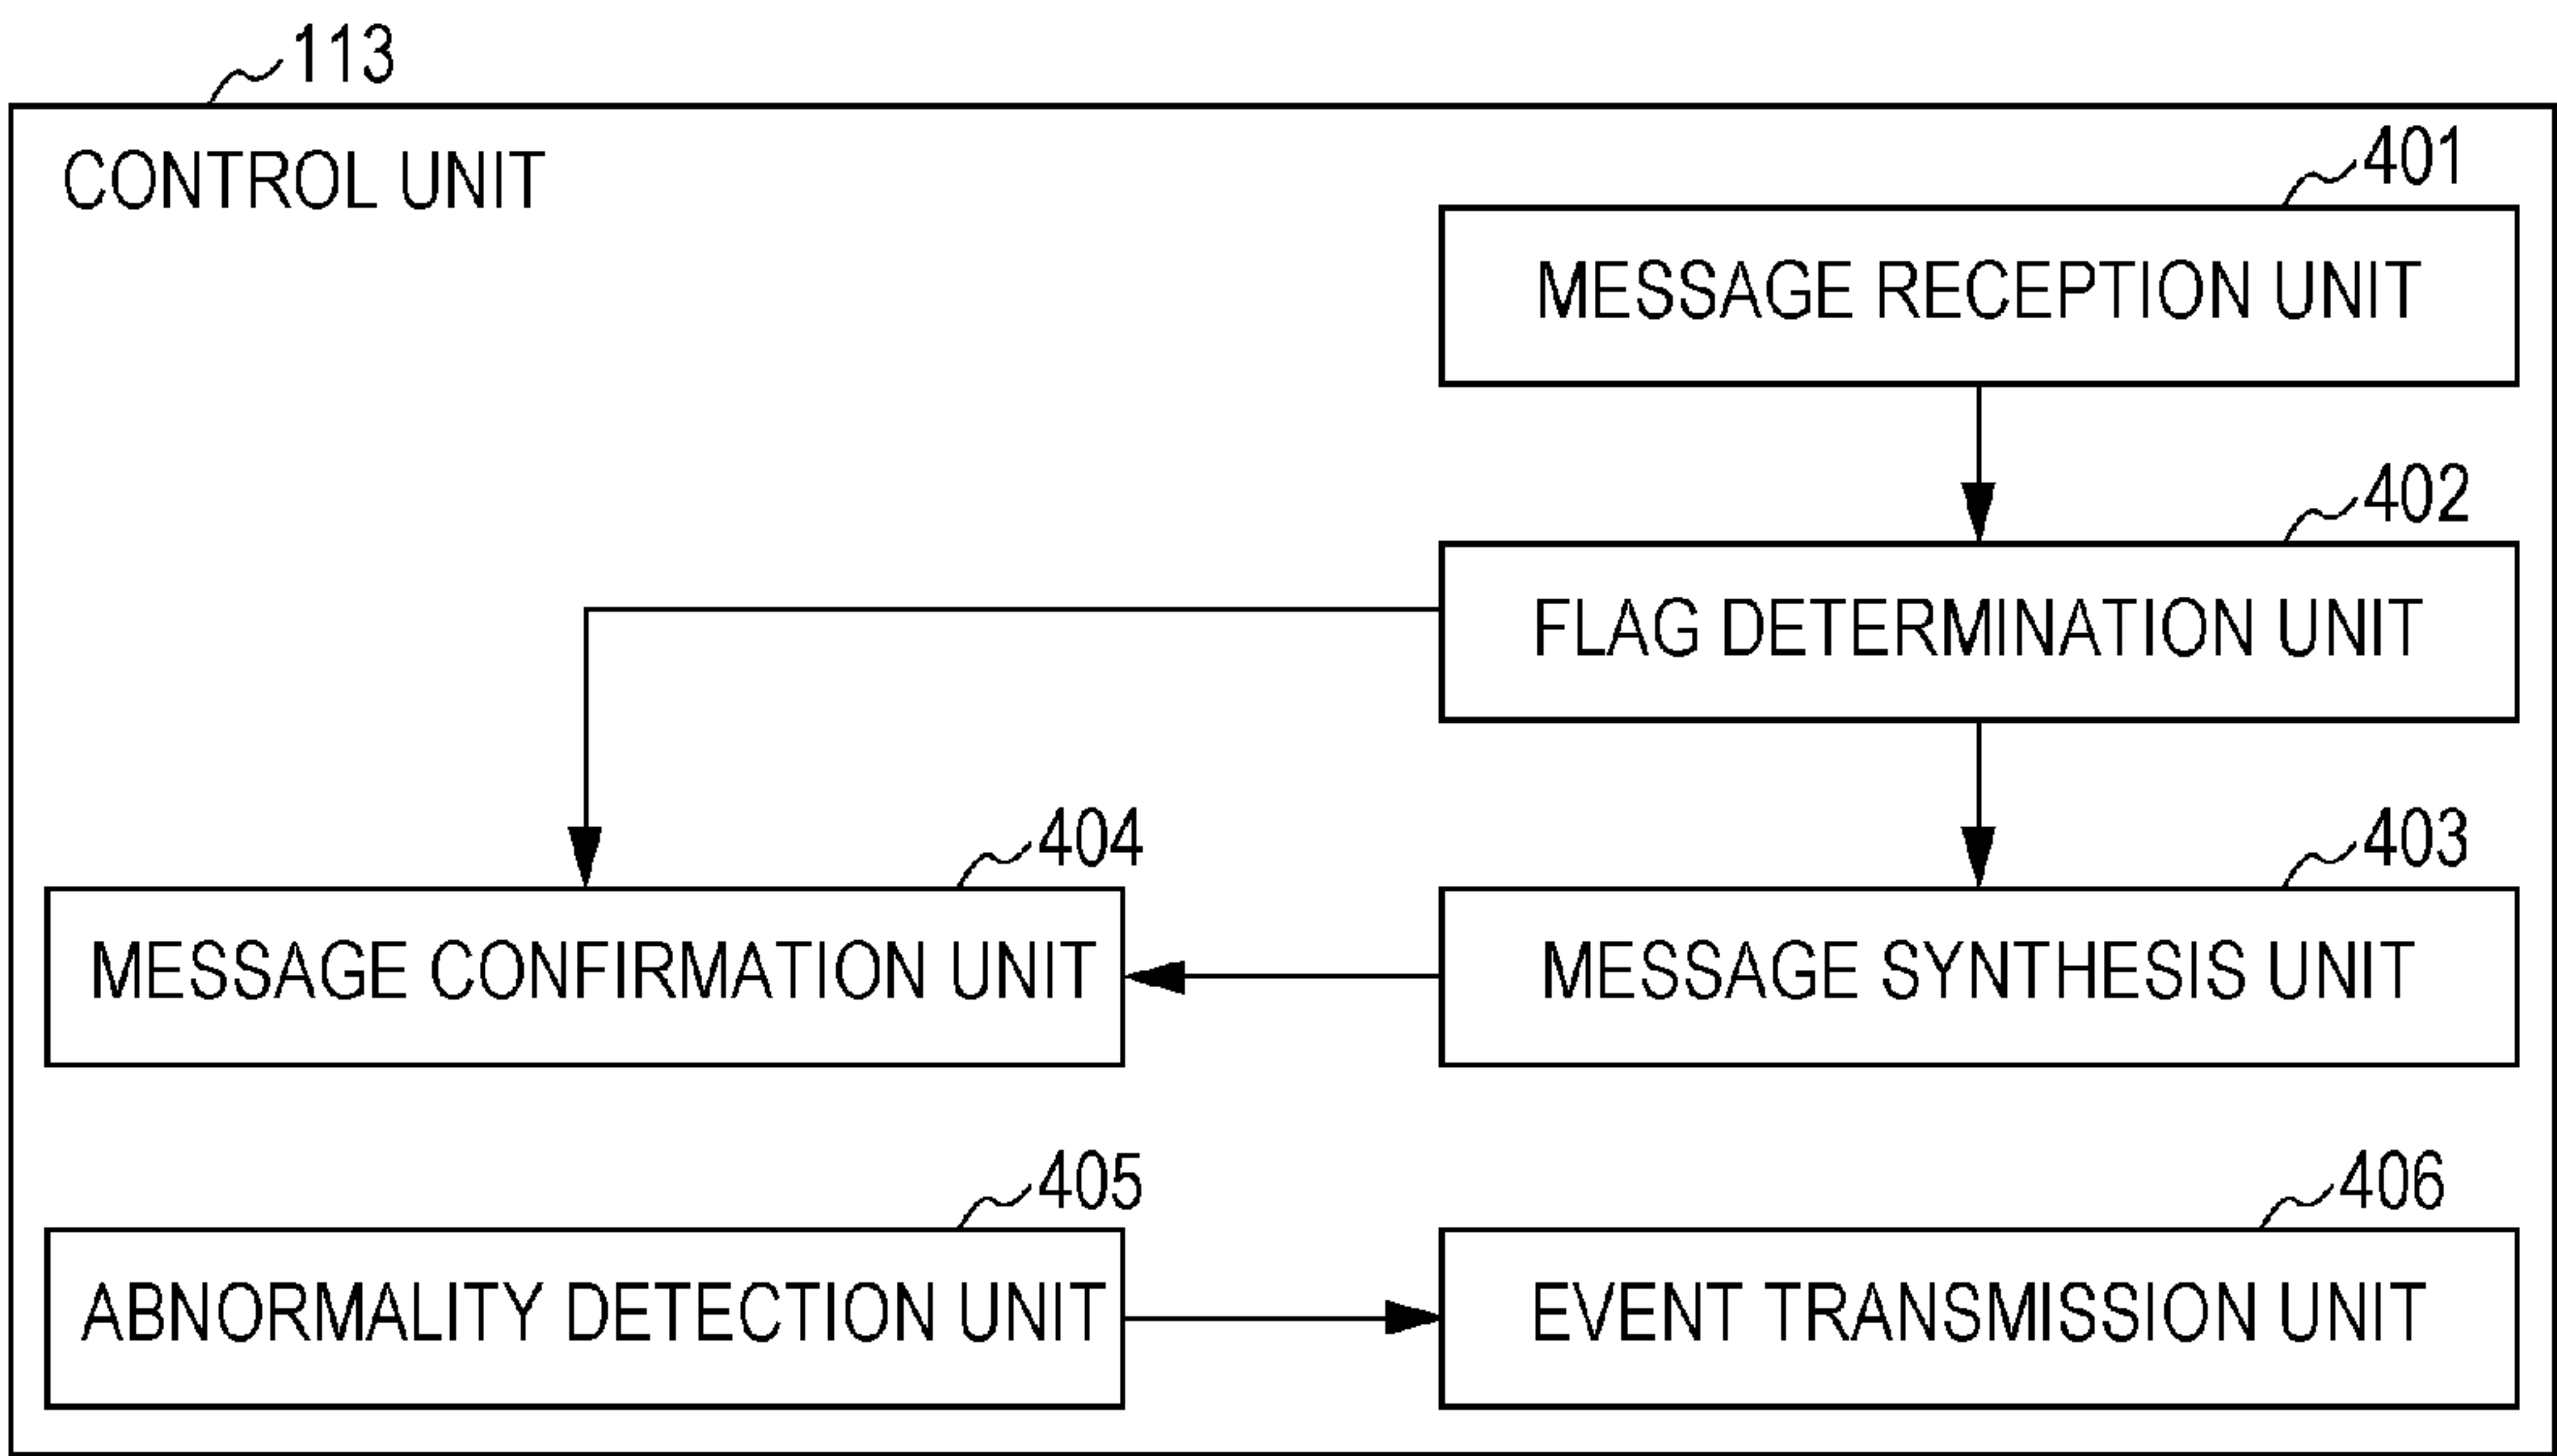 113
CONTROL UNIT
401
MESSAGE RECEPTION UNIT
402
FLAG DETERMINATION UNIT
404
MESSAGE CONFIRMATION UNIT
403
MESSAGE SYNTHESIS UNIT
405
ABNORMALITY DETECTION UNIT
406
EVENT TRANSMISSION UNIT